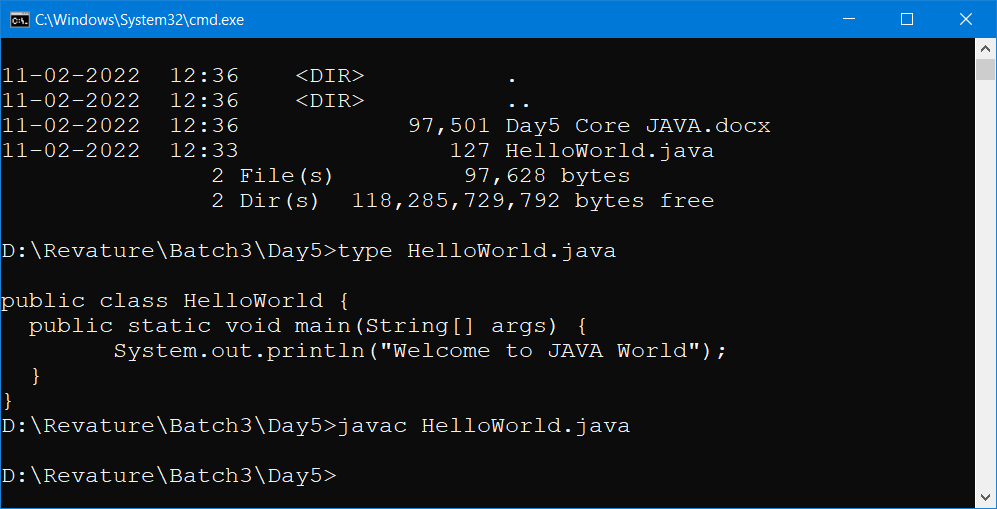 C:\Windows\System32\cmd.exe
11-02-2022  12:36    <DIR>          .
11-02-2022  12:36    <DIR>          ..
11-02-2022  12:36            97,501 Day5 Core JAVA.docx
11-02-2022  12:33               127 HelloWorld.java
               2 File(s)         97,628 bytes
               2 Dir(s)  118,285,729,792 bytes free
D:\Revature\Batch3\Day5>type HelloWorld.java
public class HelloWorld {
  public static void main(String[] args) {
        System.out.println("Welcome to JAVA World");
  }
}
D:\Revature\Batch3\Day5>javac HelloWorld.java
D:\Revature\Batch3\Day5>